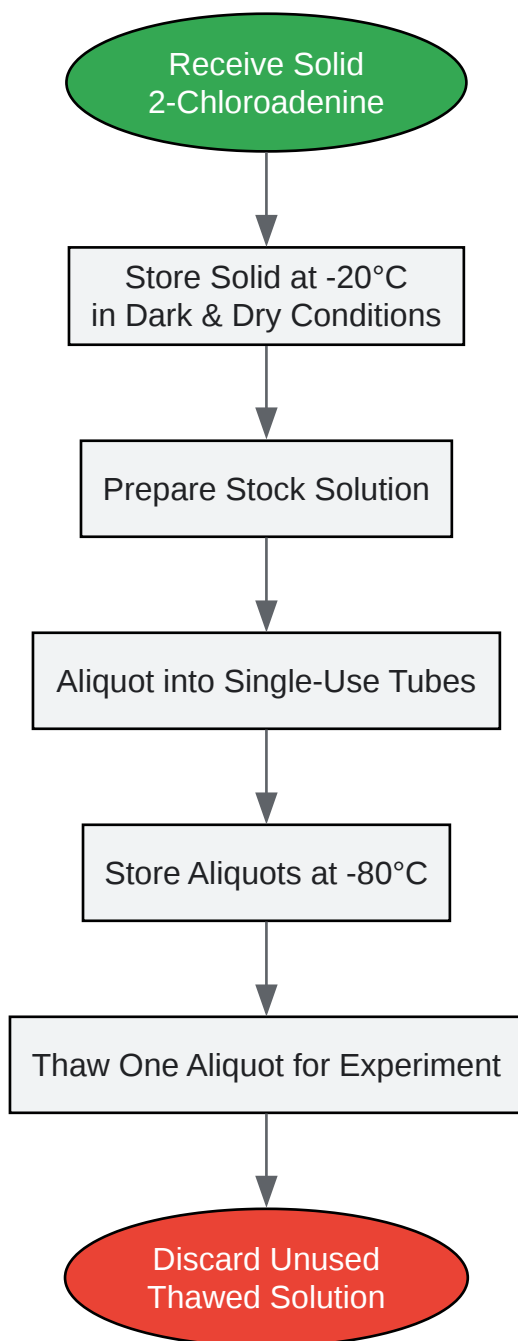 Receive Solid
2-Chloroadenine
Store Solid at -20°C
in Dark & Dry Conditions
Prepare Stock Solution
Aliquot into Single-Use Tubes
Store Aliquots at -80°C
Thaw One Aliquot for Experiment
Discard Unused
Thawed Solution